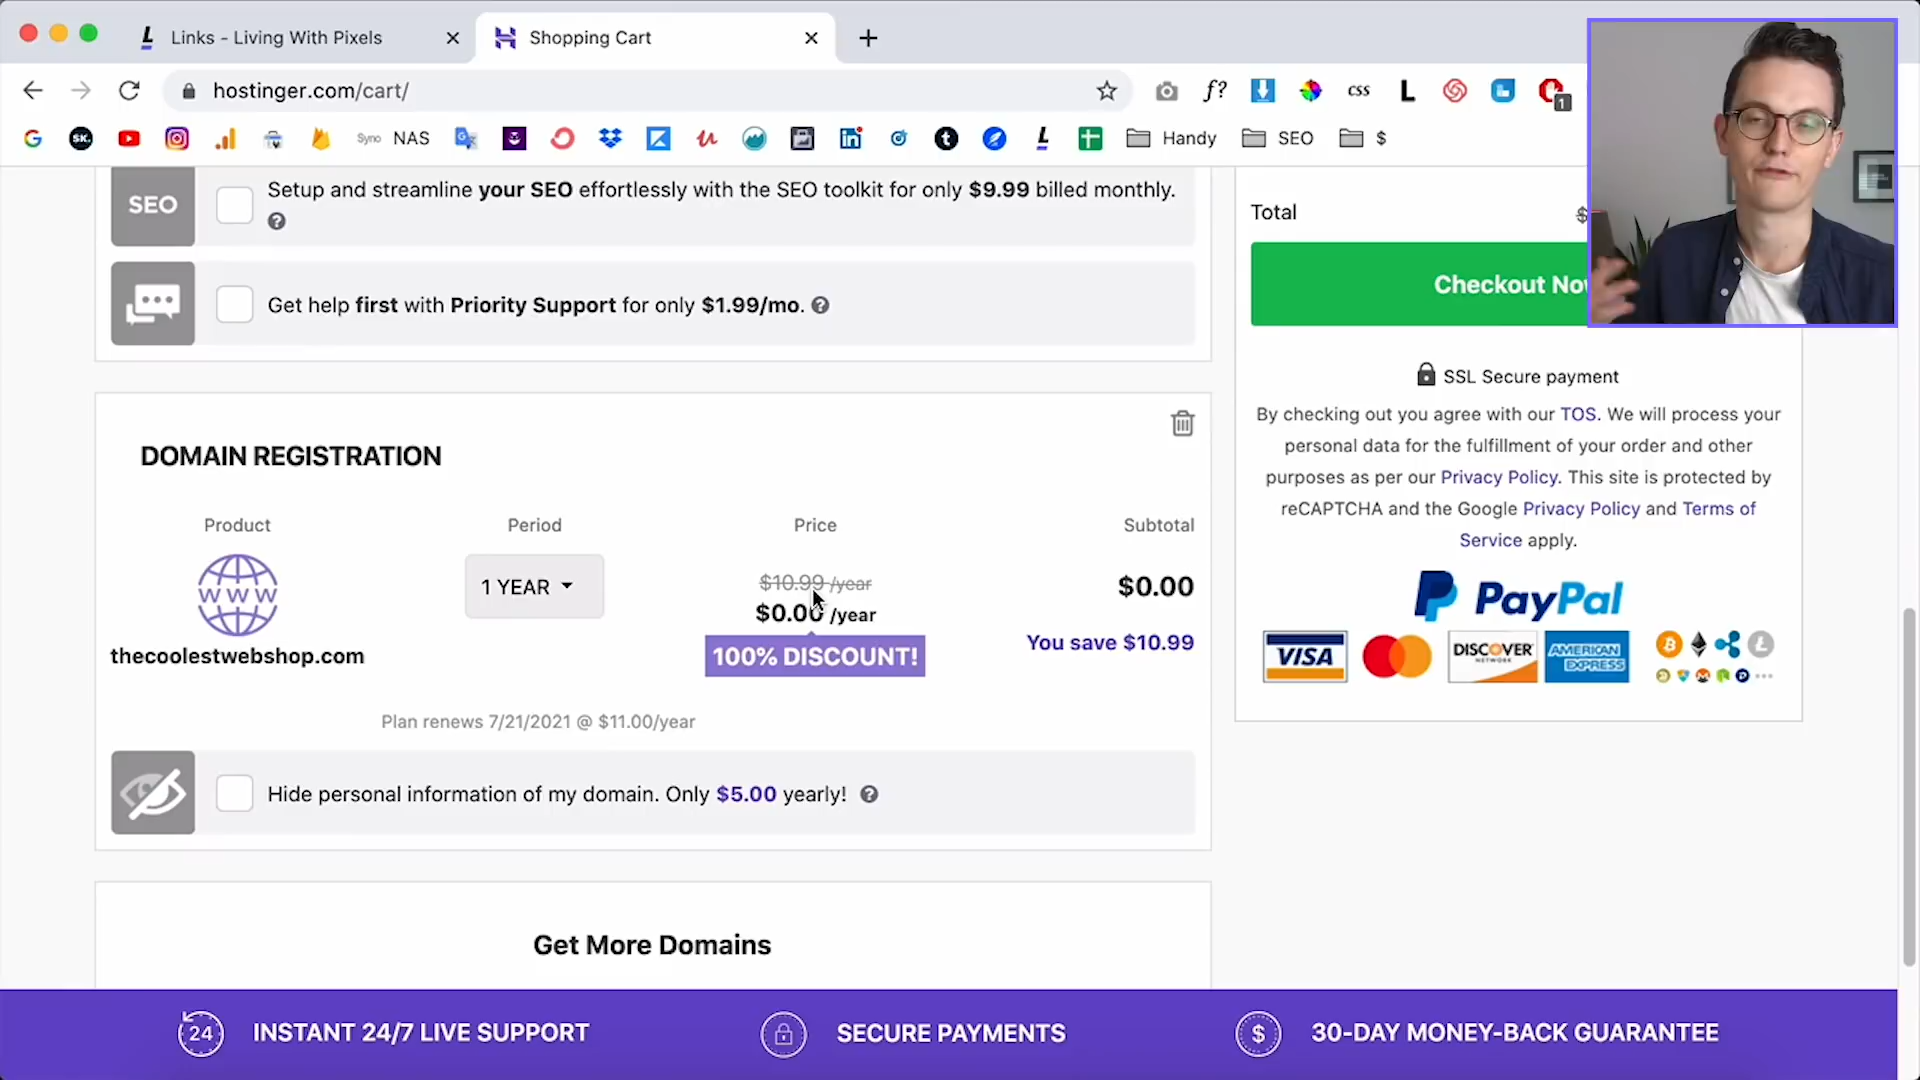 Links - Living With Pixels
Shopping Cart
hostinger.com/cart/
f?
CSS
L
1
SK.
Syno NAS
Handy
SEO
$
SEO
Setup and streamline your SEO effortlessly with the SEO toolkit for only $9.99 billed monthly.
Get help first with Priority Support for only $1.99/mo.
Total
$
Checkout No
SSL Secure payment
By checking out you agree with our TOS. We will process your
personal data for the fulfillment of your order and other
purposes as per our Privacy Policy. This site is protected by
reCAPTCHA and the Google Privacy Policy and Terms of
Service apply.
PayPal
VISA
DISCOVER
NETWORK
AMERICAN
EXPRESS
DOMAIN REGISTRATION
Product
Period
Price
Subtotal
WWW
thecoolestwebshop.com
1 YEAR
$10.99 /year
$0.00 /year
100% DISCOUNT!
$0.00
You save $10.99
Plan renews 7/21/2021 @ $11.00/year
Hide personal information of my domain. Only $5.00 yearly!
Get More Domains
24
INSTANT 24/7 LIVE SUPPORT
SECURE PAYMENTS
$
30-DAY MONEY-BACK GUARANTEE